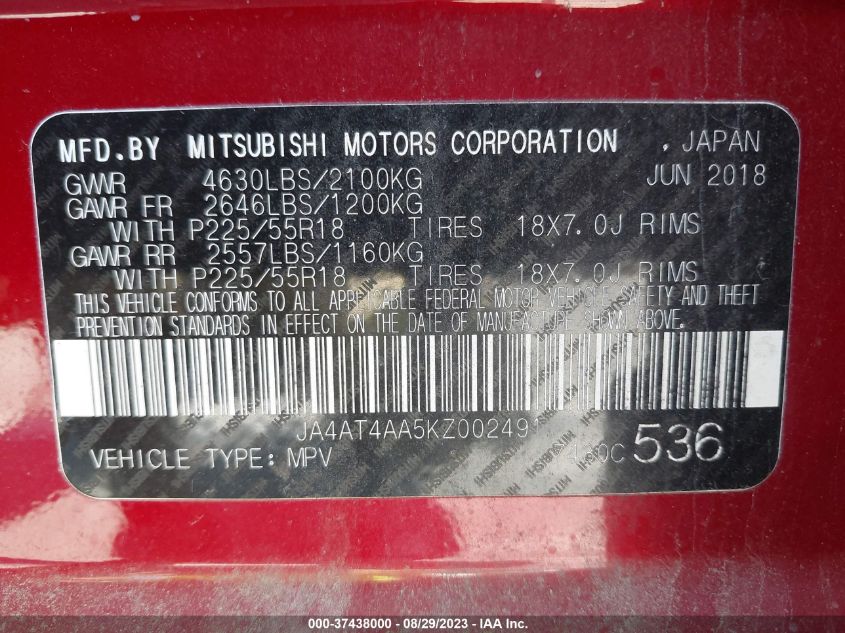 MFD.BY MITSUBISHI MOTORS CORPORATION , JAPAN
GVWR 4630LBS/2100KG JUN 2018
GAWR FR 2646LBS/1200KG
WITH P225/55R18 TIRES 18X7.0J RIMS
GAWR RR 2557LBS/1160KG
WITH P225/55R18 TIRES 18X7.0J RIMS
THIS VEHICLE CONFORMS TO ALL APPLICABLE FEDERAL MOTOR VEHICLE SAFETY AND THEFT
PREVENTION STANDARDS IN EFFECT ON THE DATE OF MANUFACTURE SHOWN ABOVE.
JA4AT4AA5KZ00249
VEHICLE TYPE: MPV 536
MITSUBISHI
000-37438000 - 08/29/2023 - © IAA Inc.